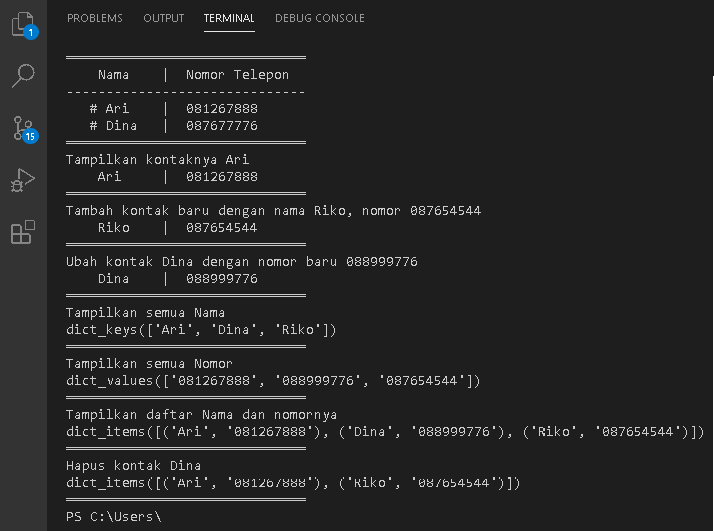 PROBLEMS OUTPUT TERMINAL DEBUG CONSOLE
1
15
==============================
Nama | Nomor Telepon
------------------------------
# Ari | 081267888
# Dina | 087677776
==============================
Tampilkan kontaknya Ari
Ari | 081267888
==============================
Tambah kontak baru dengan nama Riko, nomor 087654544
Riko | 087654544
==============================
Ubah kontak Dina dengan nomor baru 088999776
Dina | 088999776
==============================
Tampilkan semua Nama
dict_keys(['Ari', 'Dina', 'Riko'])
==============================
Tampilkan semua Nomor
dict_values(['081267888', '088999776', '087654544'])
==============================
Tampilkan daftar Nama dan nomornya
dict_items([('Ari', '081267888'), ('Dina', '088999776'), ('Riko', '087654544')])
==============================
Hapus kontak Dina
dict_items([('Ari', '081267888'), ('Riko', '087654544')])
==============================
PS C:\Users\